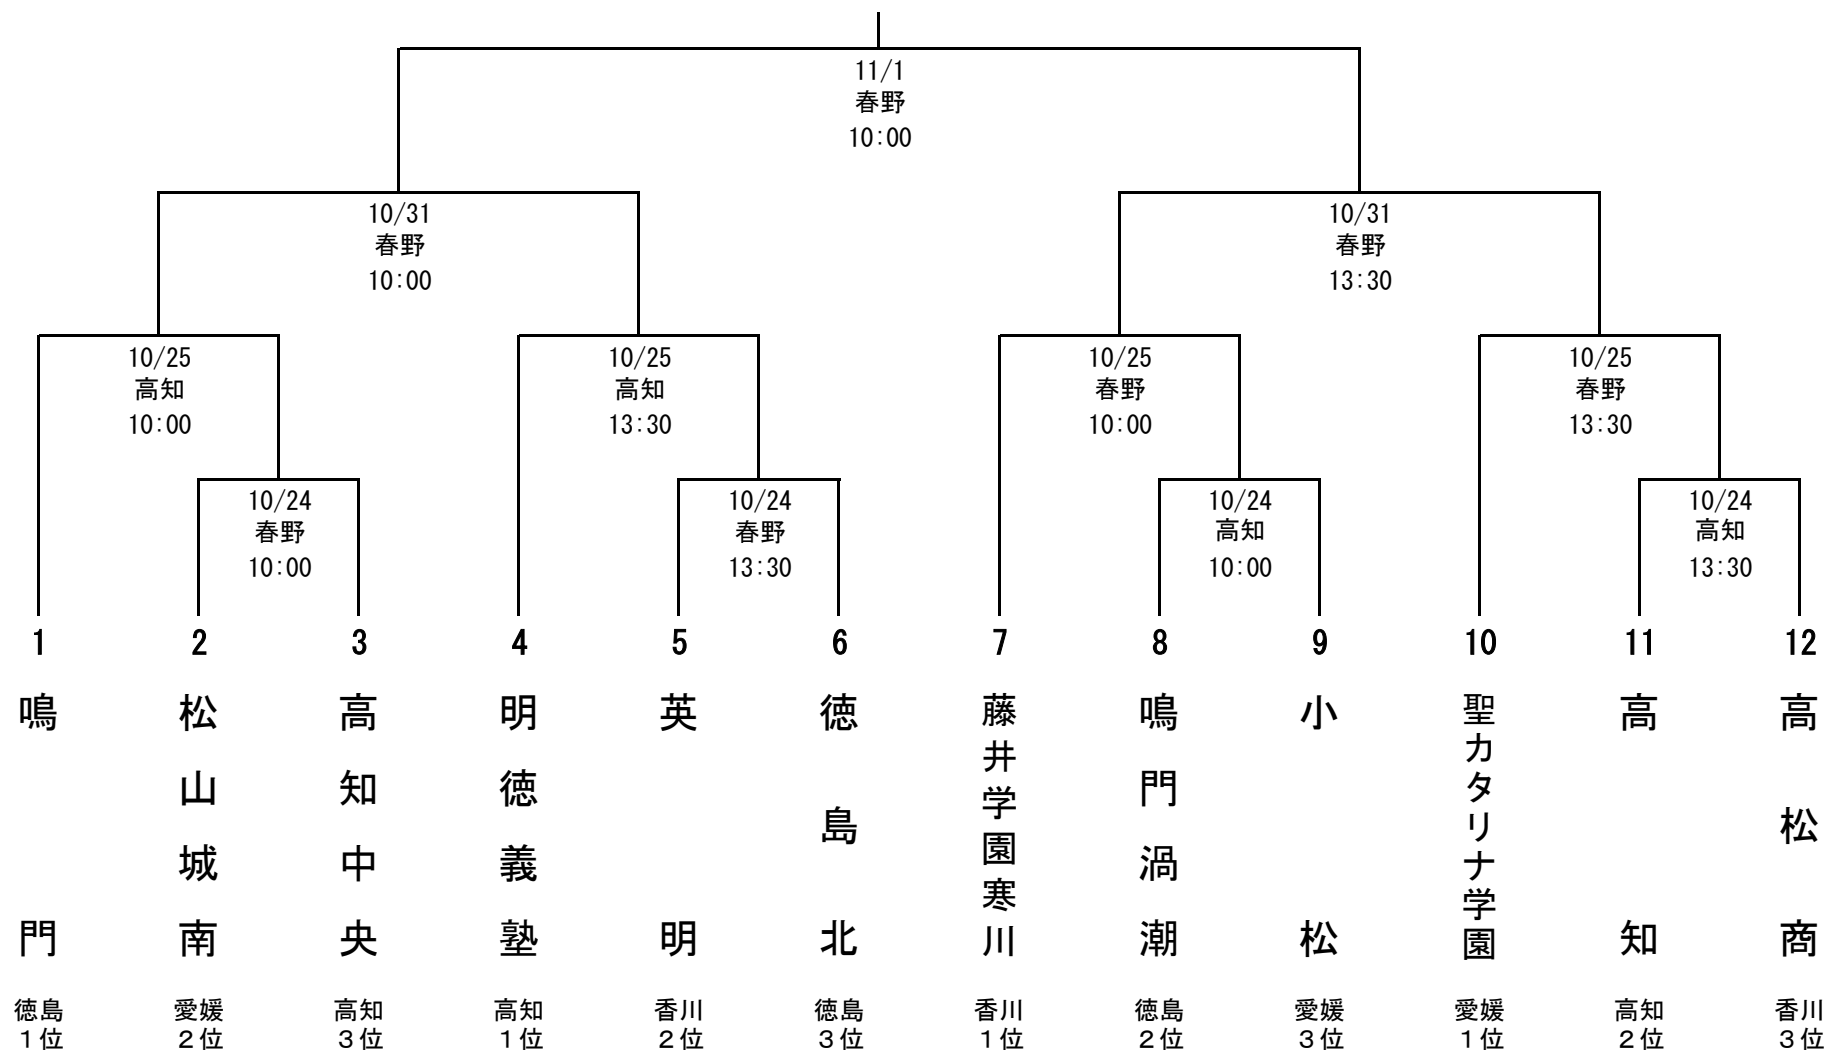 11/1
春野
10:00
10/31
春野
10:00
10/31
春野
13:30
10/25
高知
10:00
10/25
高知
13:30
10/25
春野
10:00
10/25
春野
13:30
10/24
春野
10:00
10/24
春野
13:30
10/24
高知
10:00
10/24
高知
13:30
1
2
3
4
5
6
7
8
9
10
11
12
鳴門
松山城南
高知中央
明徳義塾
英明
徳島北
藤井学園寒川
鳴門渦潮
小松
聖カタリナ学園
高知
高松商
徳島
１位
愛媛
２位
高知
３位
高知
１位
香川
２位
徳島
３位
香川
１位
徳島
２位
愛媛
３位
愛媛
１位
高知
２位
香川
３位